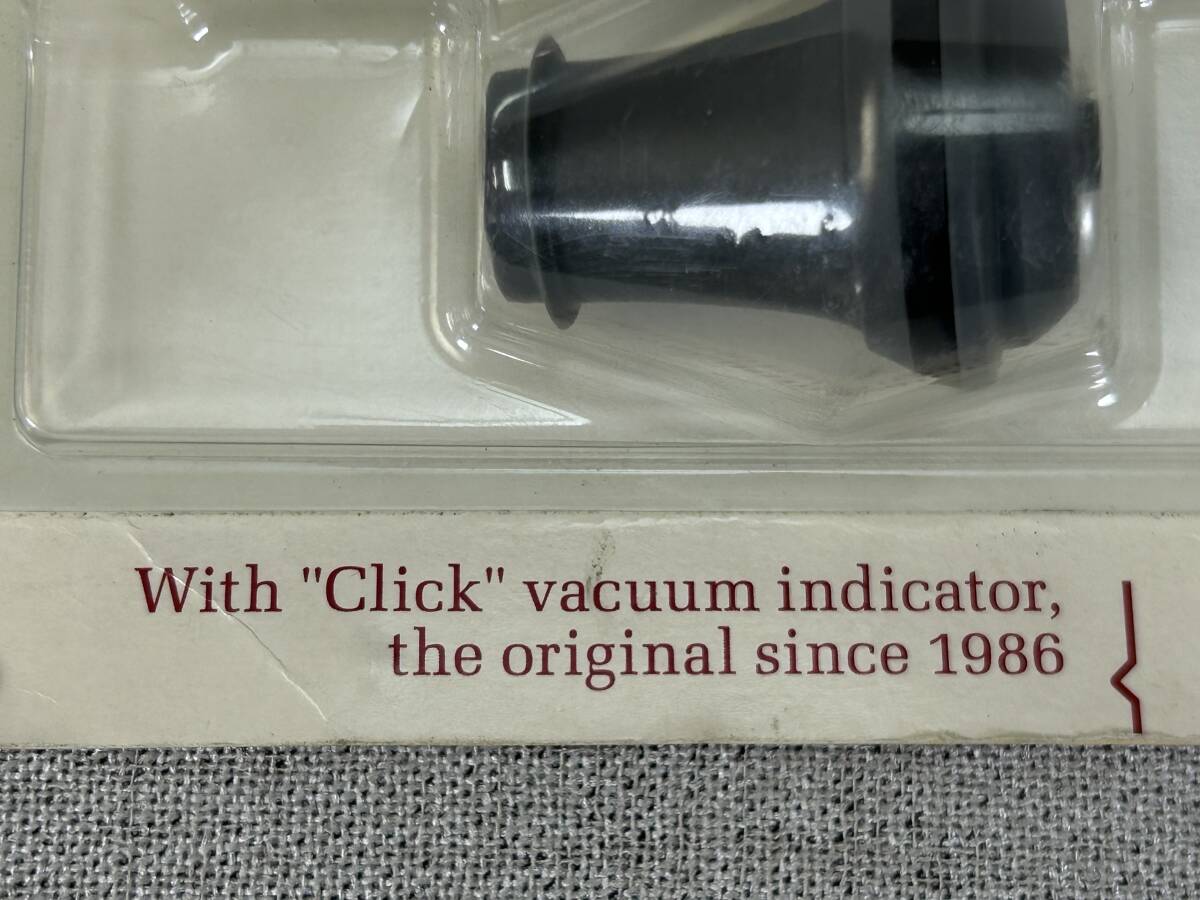 With "Click" vacuum indicator,
the original since 1986